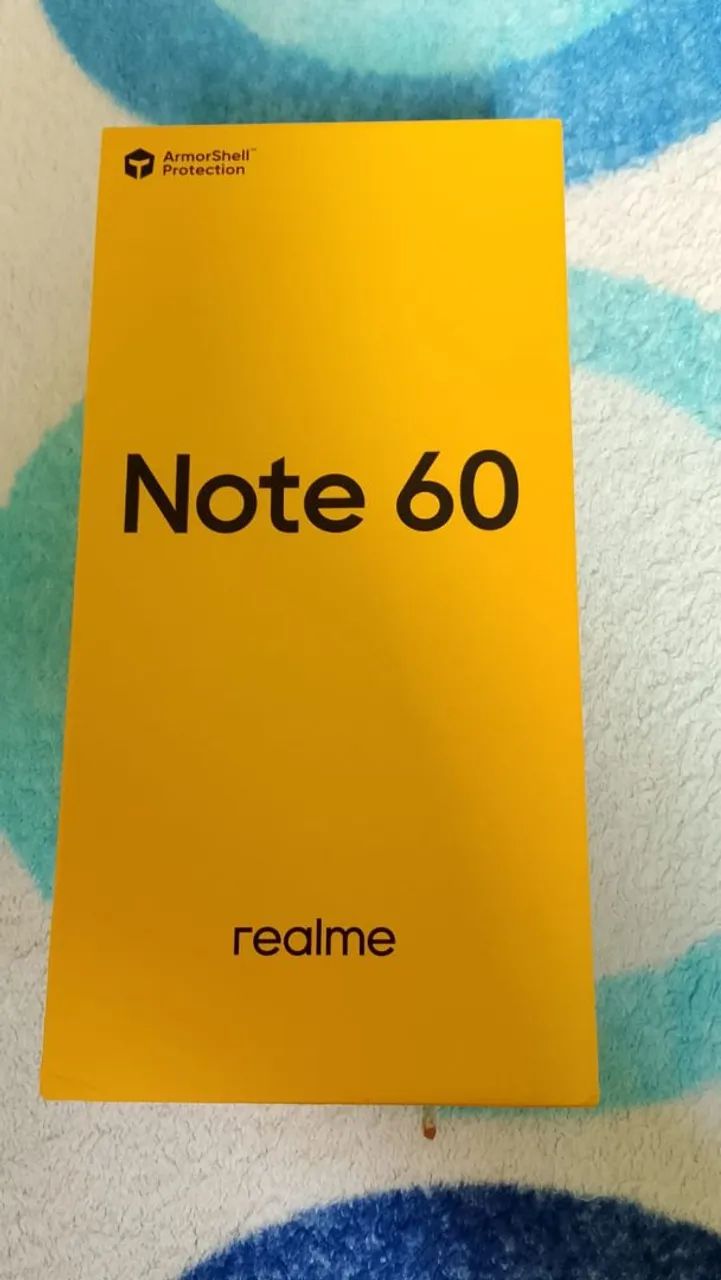 ArmorShell™
Protection
Note 60
realme